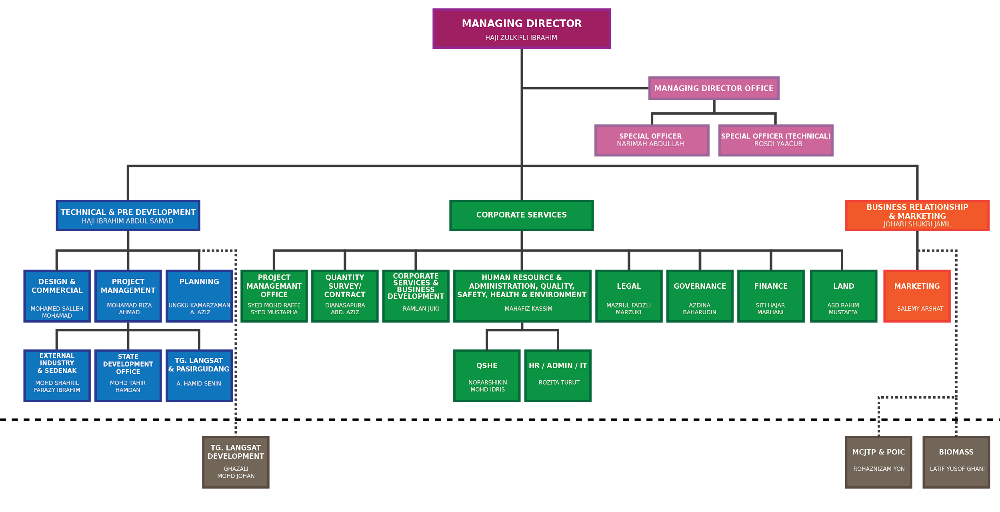 MANAGING DIRECTOR
HAJI ZULKIFLI IBRAHIM
MANAGING DIRECTOR OFFICE
SPECIAL OFFICER
NARIMAH ABDULLAH
SPECIAL OFFICER (TECHNICAL)
ROSDI YAACUB
TECHNICAL & PRE DEVELOPMENT
HAJI IBRAHIM ABDUL SAMAD
CORPORATE SERVICES
BUSINESS RELATIONSHIP
& MARKETING
JOHARI SHUKRI JAMIL
DESIGN &
COMMERCIAL
MOHAMED SALLEH
MOHAMAD
PROJECT
MANAGEMENT
MOHAMAD RIZA
AHMAD
PLANNING
UNGKU KAMARZAMAN
A. AZIZ
PROJECT
MANAGEMANT
OFFICE
SYED MOHD RAFFE
SYED MUSTAPHA
QUANTITY
SURVEY/
CONTRACT
DIANASAPURA
ABD. AZIZ
CORPORATE
SERVICES &
BUSINESS
DEVELOPMENT
RAMLAN JUKI
HUMAN RESOURCE &
ADMINISTRATION, QUALITY,
SAFETY, HEALTH & ENVIRONMENT
MAHAFIZ KASSIM
LEGAL
MAZRUL FADZLI
MARZUKI
GOVERNANCE
AZDINA
BAHARUDIN
FINANCE
SITI HAJAR
MARHANI
LAND
ABD RAHIM
MUSTAFFA
MARKETING
SALEMY ARSHAT
EXTERNAL
INDUSTRY
& SEDENAK
MOHD SHAHRIL
FARAZY IBRAHIM
STATE
DEVELOPMENT
OFFICE
MOHD TAHIR
HAMDAN
TG. LANGSAT
& PASIRGUDANG
A. HAMID SENIN
QSHE
NORARSHIKIN
MOHD IDRIS
HR / ADMIN / IT
ROZITA TURUT
TG. LANGSAT
DEVELOPMENT
GHAZALI
MOHD JOHAN
MCJTP & POIC
ROHAZNIZAM YON
BIOMASS
LATIF YUSOF GHANI